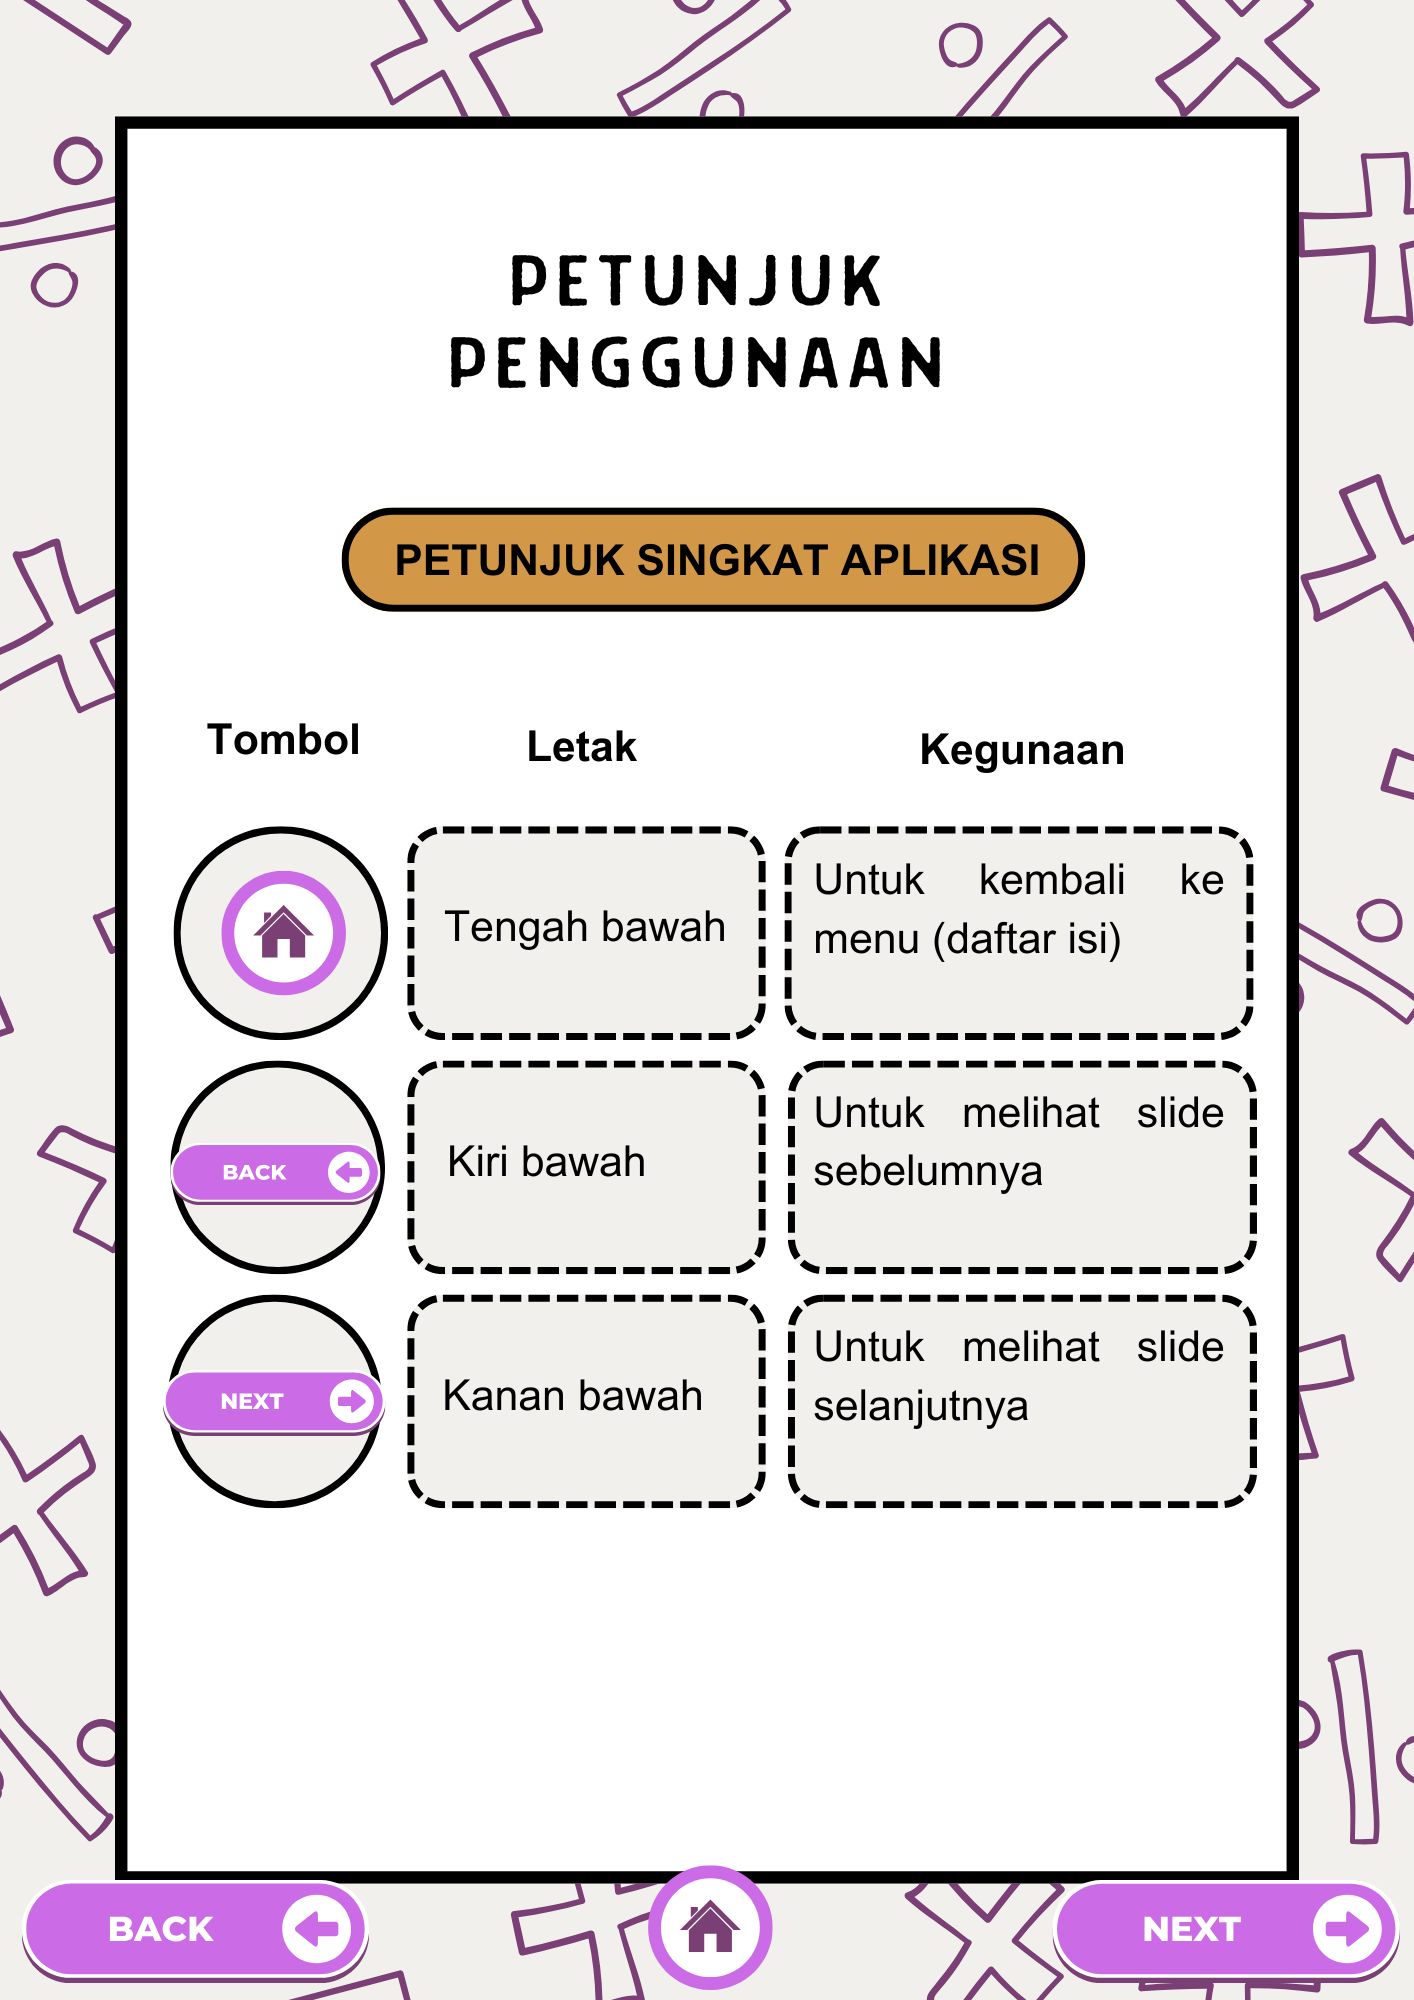 PETUNJUK
PENGGUNAAN
PETUNJUK SINGKAT APLIKASI
Tombol
Letak
Kegunaan
Tengah bawah
Untuk kembali ke
menu (daftar isi)
BACK
Kiri bawah
Untuk melihat slide
sebelumnya
NEXT
Kanan bawah
Untuk melihat slide
selanjutnya
BACK
NEXT